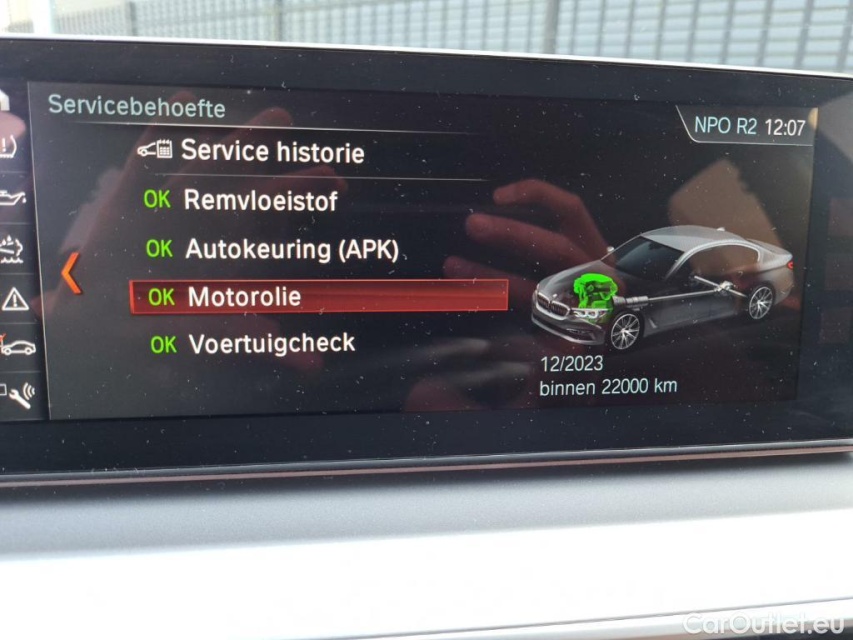 Servicebehoefte
NPO R2 12:07
Service historie
OK Remvloeistof
OK Autokeuring (APK)
OK Motorolie
OK Voertuigcheck
12/2023
binnen 22000 km
CarOutlet.eu